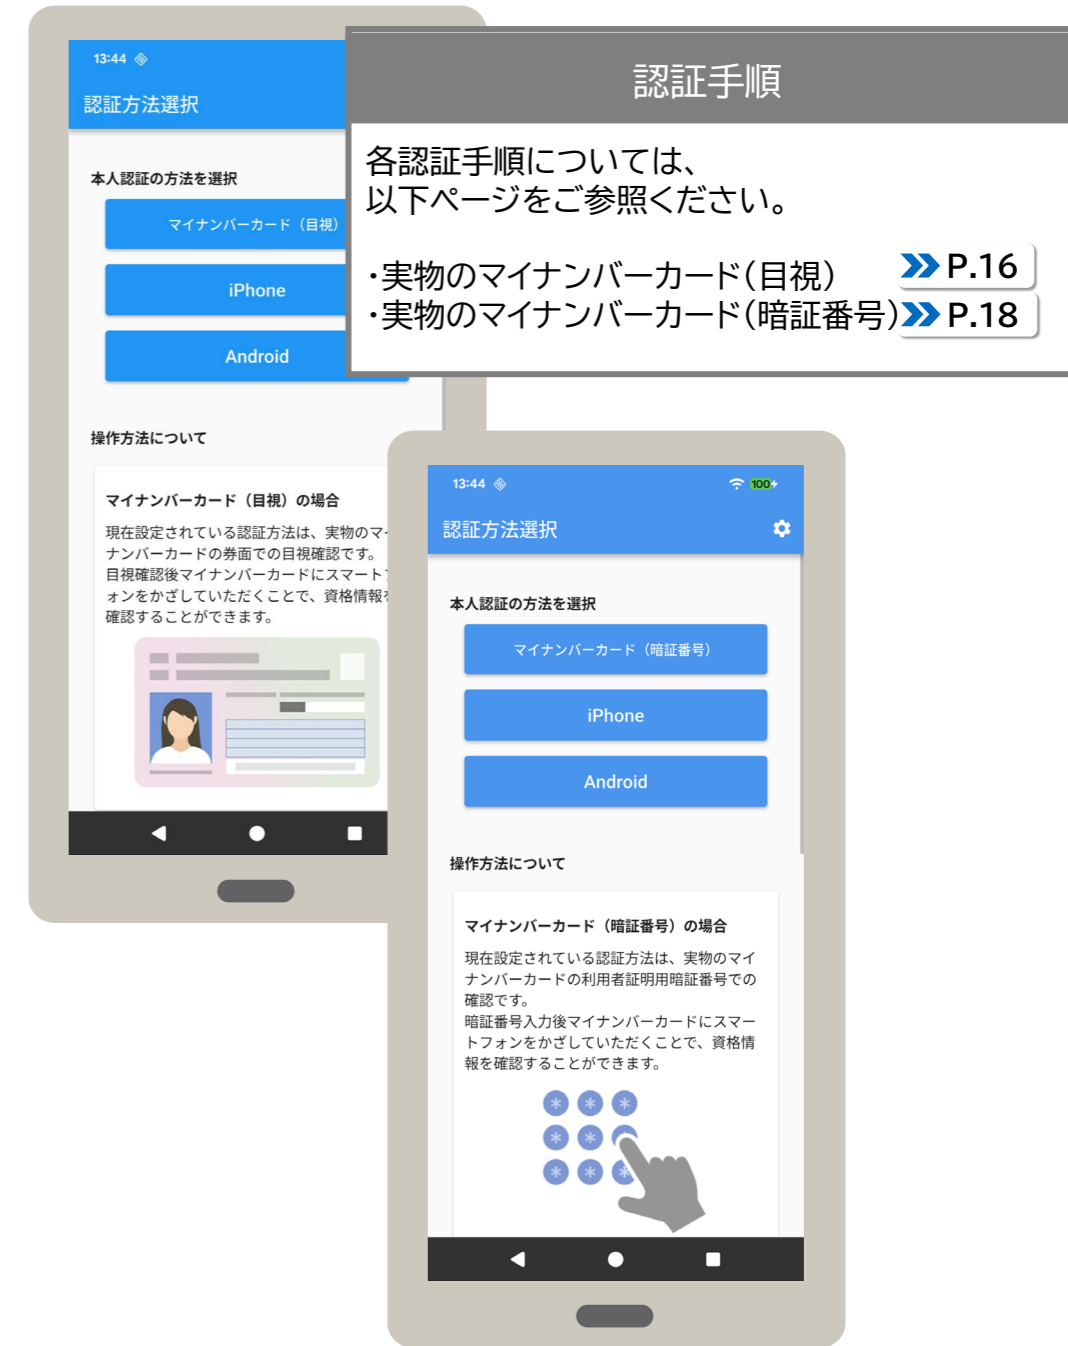 13:44
認証方法選択
本人認証の方法を選択
マイナンバーカード（目視）
iPhone
Android
操作方法について
マイナンバーカード（目視）の場合
現在設定されている認証方法は、実物のマイ
ナンバーカードの券面での目視確認です。
目視確認後マイナンバーカードにスマート
ォンをかざしていただくことで、資格情報
確認することができます。
認証手順
各認証手順については、
以下ページをご参照ください。
・実物のマイナンバーカード（目視） P.16
・実物のマイナンバーカード（暗証番号） P.18
13:44 100
認証方法選択
本人認証の方法を選択
マイナンバーカード（暗証番号）
iPhone
Android
操作方法について
マイナンバーカード（暗証番号）の場合
現在設定されている認証方法は、実物のマイ
ナンバーカードの利用者証明用暗証番号での
確認です。
暗証番号入力後マイナンバーカードにスマー
トフォンをかざしていただくことで、資格情
報を確認することができます。